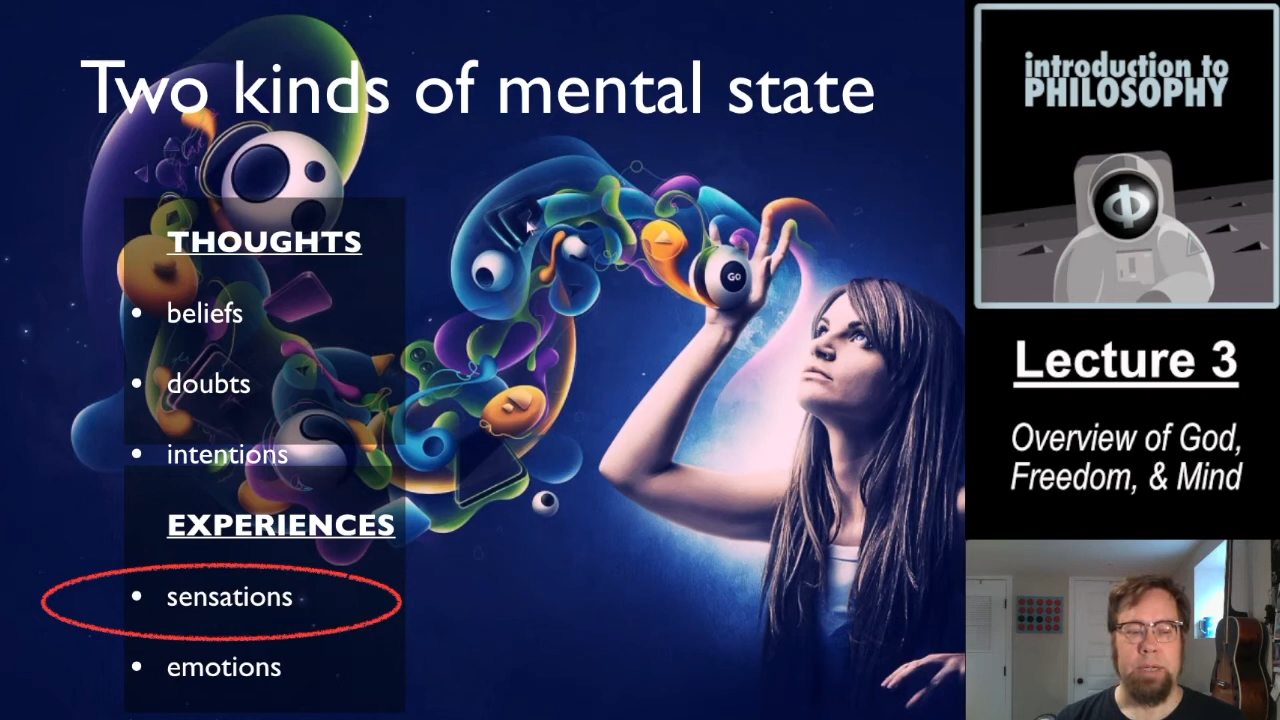 Two kinds of mental state
THOUGHTS
• beliefs
• doubts
• intentions
EXPERIENCES
• sensations
• emotions
GO
introduction to
PHILOSOPHY
Φ
Lecture 3
Overview of God,
Freedom, & Mind